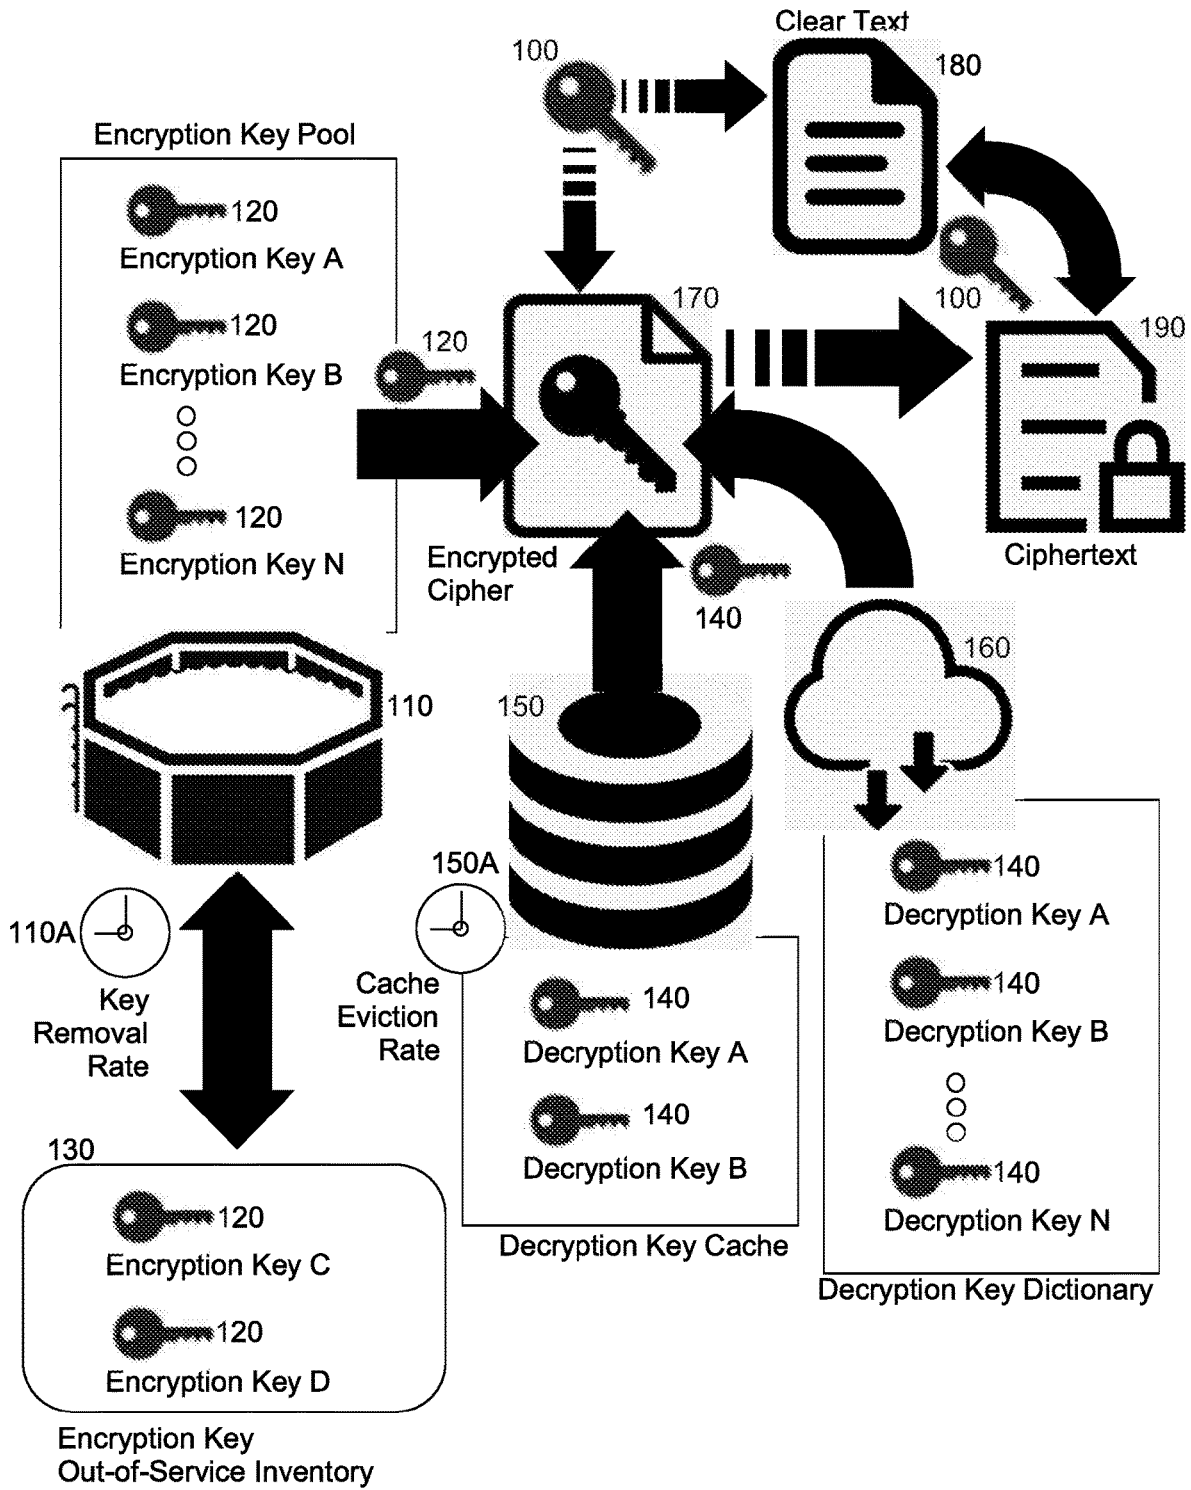 Clear Text
100
180
Encryption Key Pool
120
Encryption Key A
120
Encryption Key B
120
Encryption Key N
120
100
170
190
Encrypted
Cipher
140
Ciphertext
110
150
160
150A
110A
Key
Removal
Rate
Cache
Eviction
Rate
140
Decryption Key A
140
Decryption Key B
Decryption Key Cache
140
Decryption Key A
140
Decryption Key B
140
Decryption Key N
Decryption Key Dictionary
130
120
Encryption Key C
120
Encryption Key D
Encryption Key
Out-of-Service Inventory